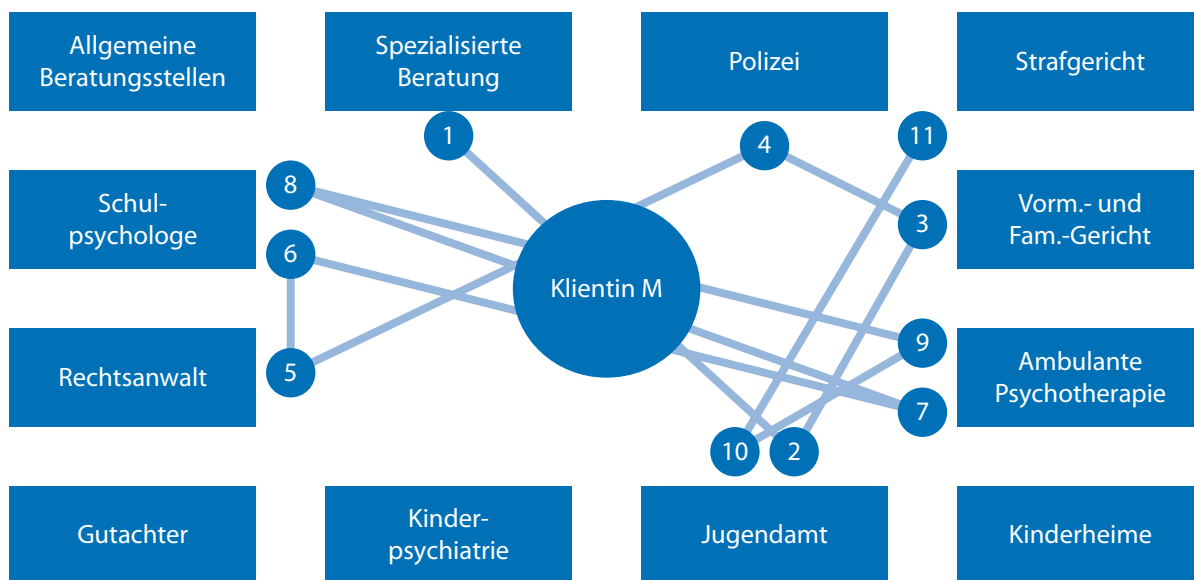 Allgemeine
Beratungsstellen
Spezialisierte
Beratung
Polizei
Strafgericht
1
4
11
Schul-
psychologe
8
6
3
Vorm.- und
Fam.-Gericht
Klientin M
Rechtsanwalt
5
9
7
Ambulante
Psychotherapie
10
2
Gutachter
Kinder-
psychiatrie
Jugendamt
Kinderheime